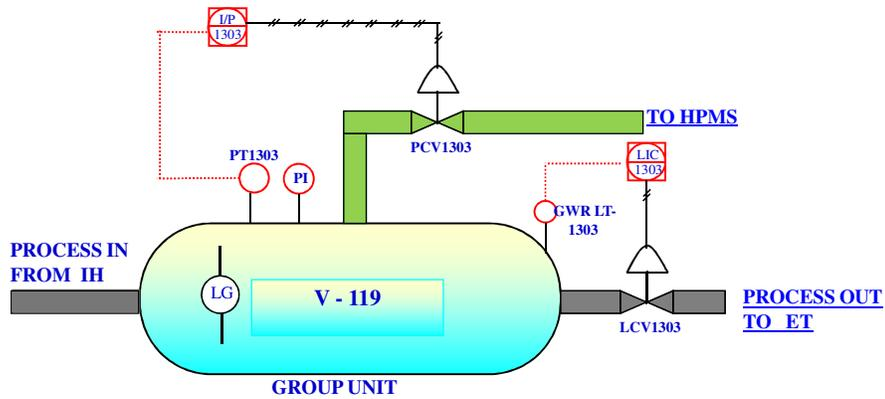 I/P
1303
TO HPMS
PCV1303
LIC
1303
PT1303
PI
GWR LT-
1303
PROCESS IN
FROM IH
LG
V - 119
PROCESS OUT
TO ET
LCV1303
GROUP UNIT